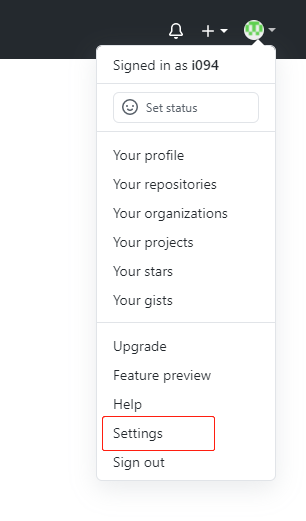 Signed in as i094
Set status
Your profile
Your repositories
Your organizations
Your projects
Your stars
Your gists
Upgrade
Feature preview
Help
Settings
Sign out